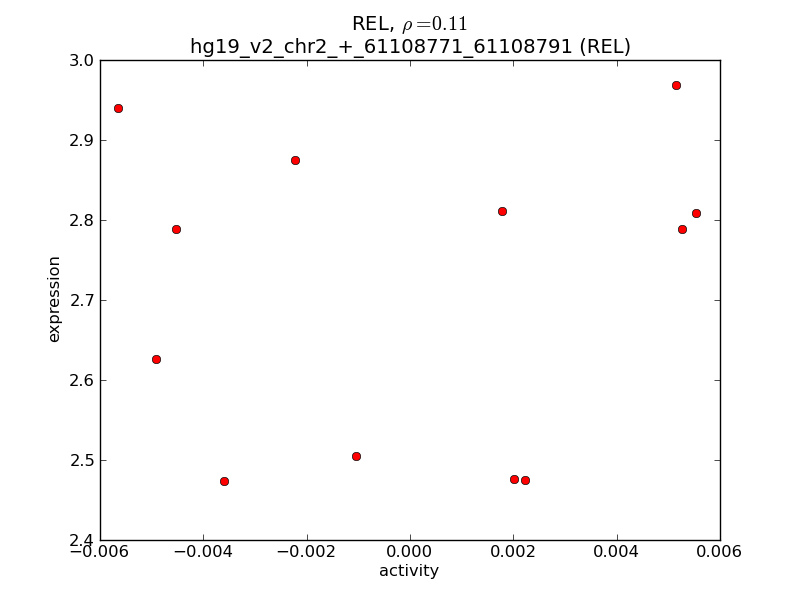 REL, ρ=0.11
hg19_v2_chr2_+_61108771_61108791 (REL)
3.0
2.9
2.8
2.7
2.6
2.5
2.4
expression
−0.006 −0.004 −0.002 0.000 0.002 0.004 0.006
activity